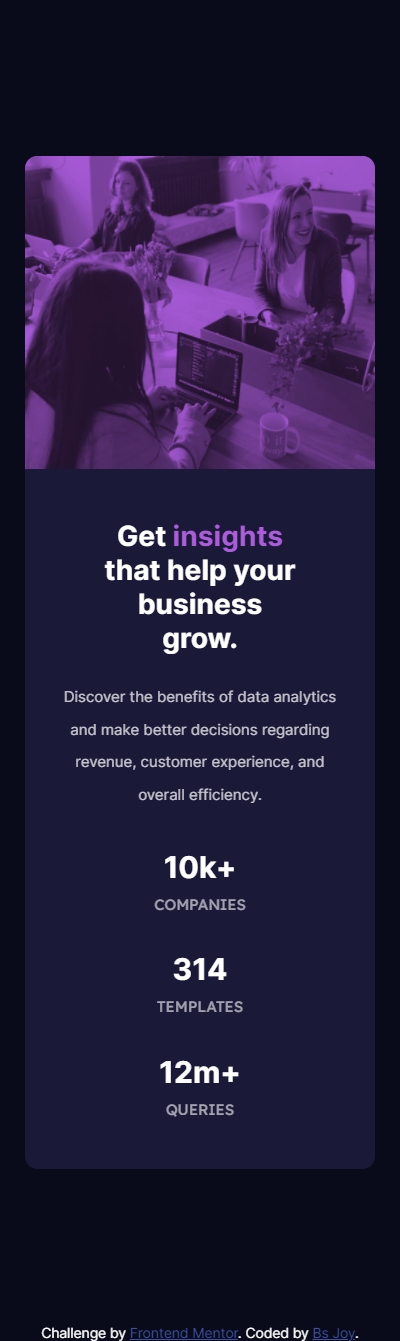 Get insights
that help your
business
grow.
Discover the benefits of data analytics
and make better decisions regarding
revenue, customer experience, and
overall efficiency.
10k+
COMPANIES
314
TEMPLATES
12m+
QUERIES
Challenge by Frontend Mentor. Coded by Bs Joy.